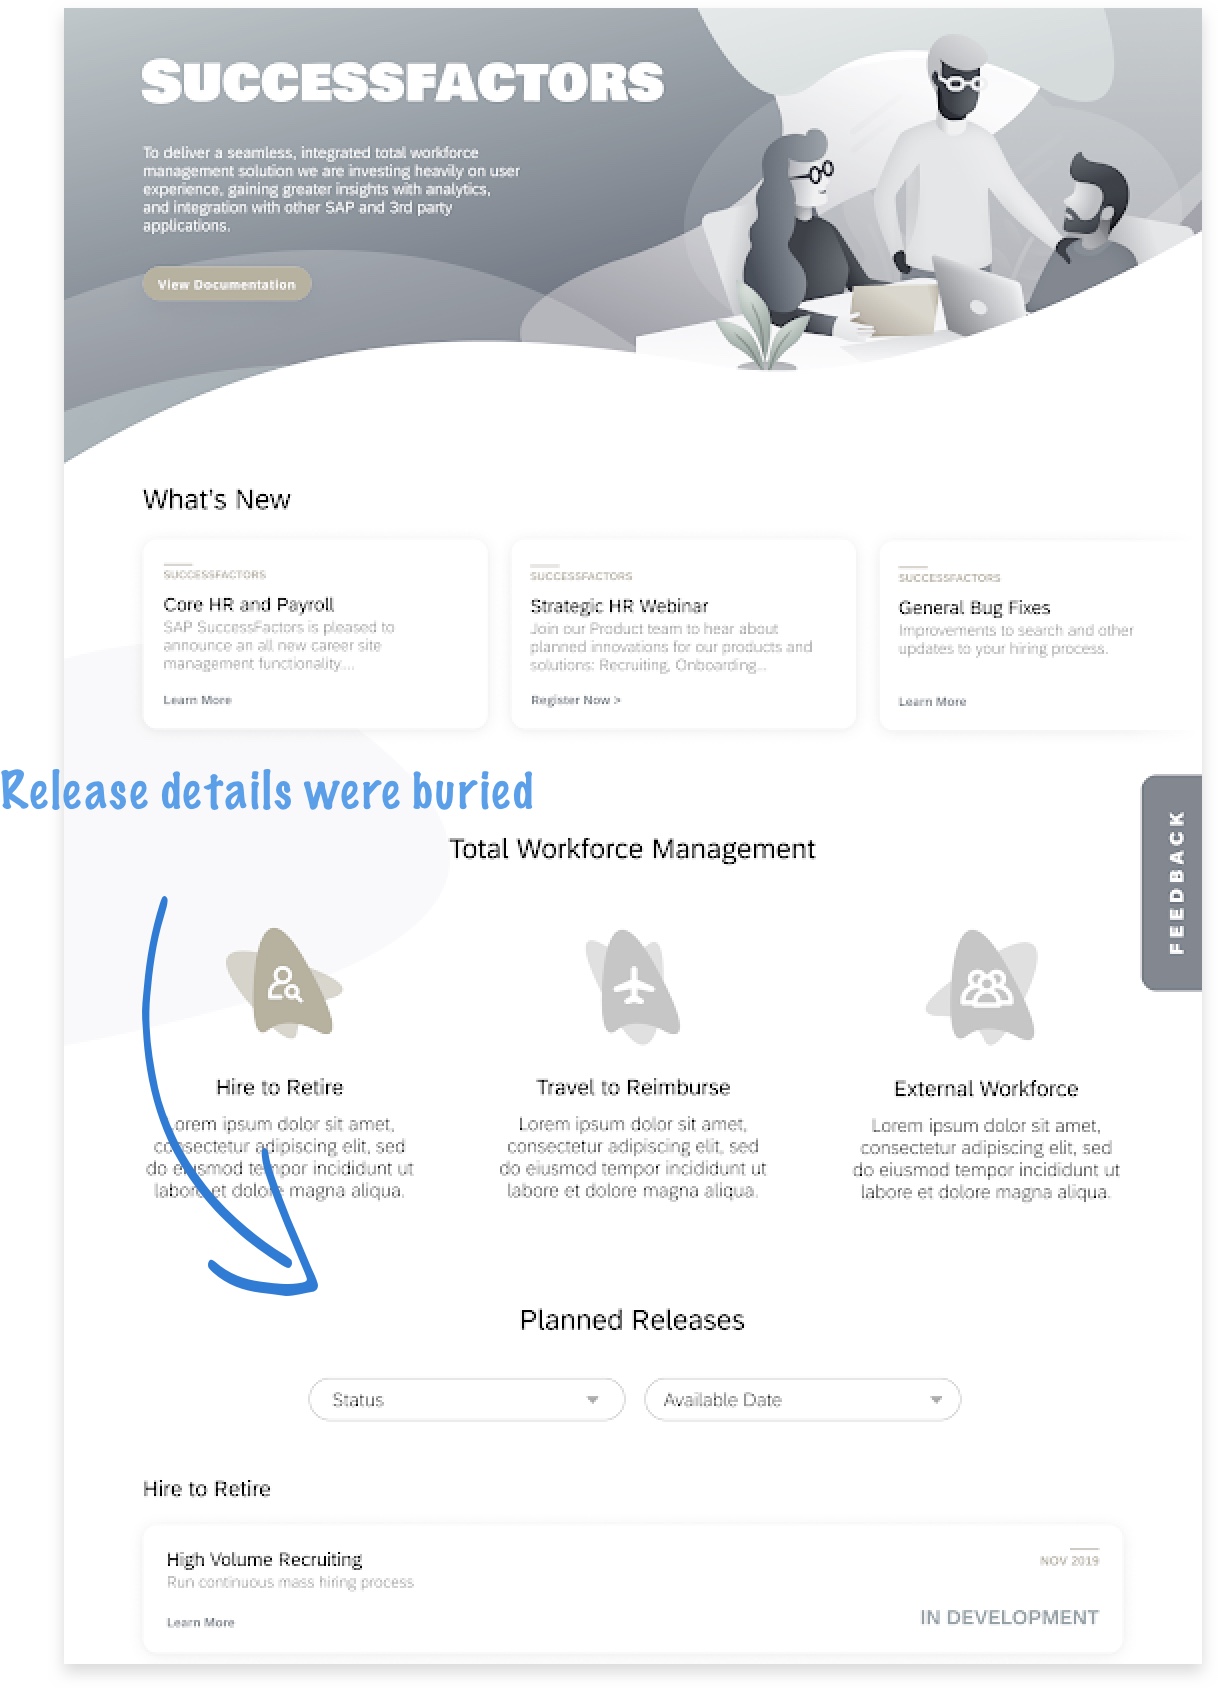 SUCCESSFACTORS
To deliver a seamless, integrated total workforce
management solution we are investing heavily on user
experience, gaining greater insights with analytics,
and integration with other SAP and 3rd party
applications.
View Documentation
What's New
SUCCESSFACTORS
Core HR and Payroll
SAP SuccessFactors is pleased to
announce an all new career site
management functionality...
Learn More
SUCCESSFACTORS
Strategic HR Webinar
Join our Product team to hear about
planned innovations for our products and
solutions: Recruiting, Onboarding...
Register Now >
SUCCESSFACTORS
General Bug Fixes
Improvements to search and other
updates to your hiring process.
Learn More
Release details were buried
FEEDBACK
Total Workforce Management
Hire to Retire
Lorem ipsum dolor sit amet,
consectetur adipiscing elit, sed
do eiusmod tempor incididunt ut
labore et dolore magna aliqua.
Travel to Reimburse
Lorem ipsum dolor sit amet,
consectetur adipiscing elit, sed
do eiusmod tempor incididunt ut
labore et dolore magna aliqua.
External Workforce
Lorem ipsum dolor sit amet,
consectetur adipiscing elit, sed
do eiusmod tempor incididunt ut
labore et dolore magna aliqua.
Planned Releases
Status
Available Date
Hire to Retire
High Volume Recruiting
Run continuous mass hiring process
Learn More
NOV 2019
IN DEVELOPMENT